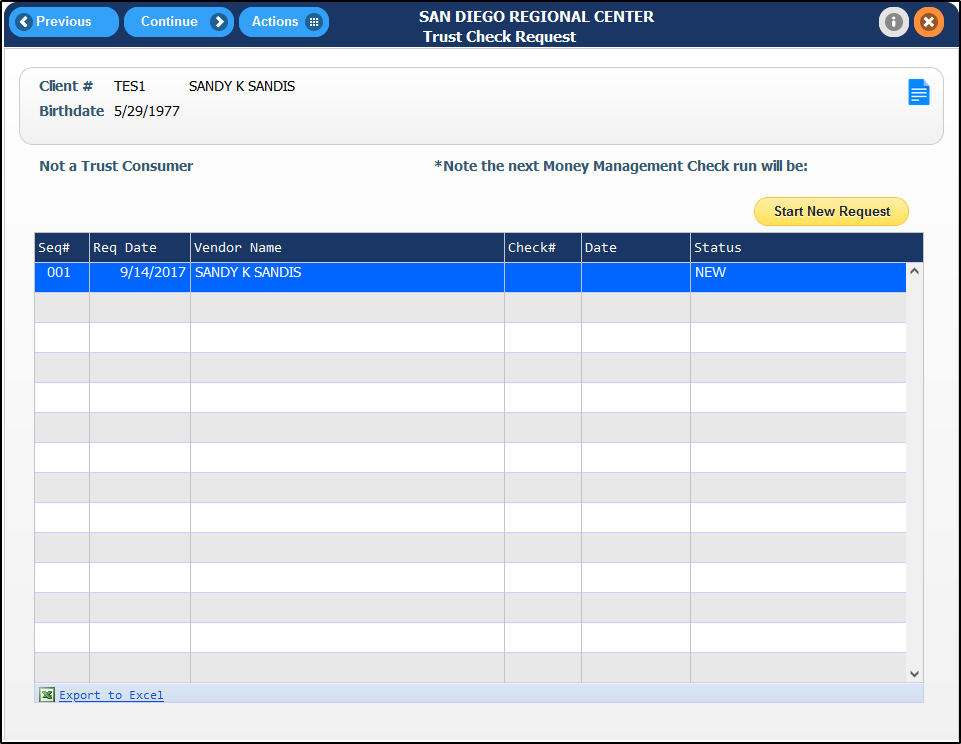 Previous Continue Actions SAN DIEGO REGIONAL CENTER
Trust Check Request
Client # TES1 SANDY K SANDIS
Birthdate 5/29/1977
Not a Trust Consumer *Note the next Money Management Check run will be:
Start New Request
Seq# Req Date Vendor Name Check# Date Status
001 9/14/2017 SANDY K SANDIS NEW
Export to Excel